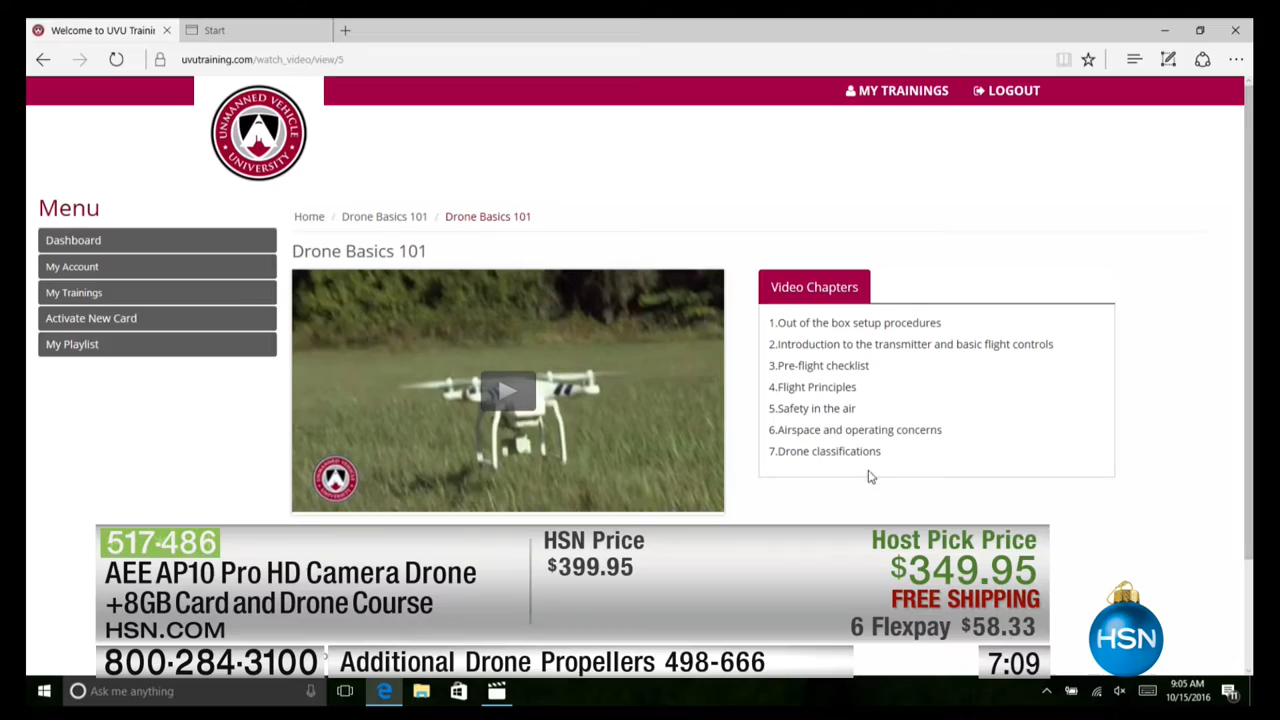 Welcome to UVU Trainin
Start
uvutraining.com/watch_video/view/5
MY TRAININGS
LOGOUT
UNMANNED VEHICLE
UNIVERSITY
Menu
Dashboard
My Account
My Trainings
Activate New Card
My Playlist
Home / Drone Basics 101 / Drone Basics 101
Drone Basics 101
Video Chapters
1.Out of the box setup procedures
2.Introduction to the transmitter and basic flight controls
3.Pre-flight checklist
4.Flight Principles
5.Safety in the air
6.Airspace and operating concerns
7.Drone classifications
517-486
AEE AP10 Pro HD Camera Drone
+8GB Card and Drone Course
HSN.COM
HSN Price
$399.95
Host Pick Price
$349.95
FREE SHIPPING
6 Flexpay $58.33
HSN
800-284-3100
Additional Drone Propellers 498-666
7:09
Ask me anything
9:05 AM
10/15/2016